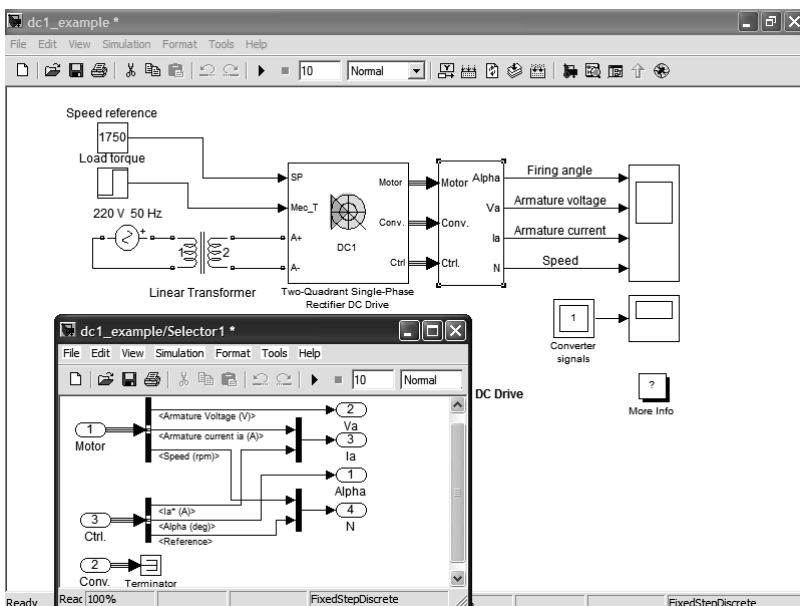 dc1_example *
File Edit View Simulation Format Tools Help
10 Normal
Speed reference
1750
Load torque
220 V 50 Hz
+
1 2
Linear Transformer
SP
Mec_T
A+
A-
Motor
Conv.
Ctrl
DC1
Two-Quadrant Single-Phase
Rectifier DC Drive
Motor
Conv.
Ctrl.
Alpha
Va
Ia
N
Firing angle
Armature voltage
Armature current
Speed
1
Converter
signals
?
More Info
DC Drive
dc1_example/Selector1 *
File Edit View Simulation Format Tools Help
10 Normal
1
Motor
<Armature Voltage (V)>
<Armature current ia (A)>
<Speed (rpm)>
2
Va
3
Ia
1
Alpha
4
N
3
Ctrl.
<Ia* (A)>
<Alpha (deg)>
<Reference>
2
Conv.
Terminator
Reac 100% FixedStepDiscrete
Ready FixedStepDiscrete